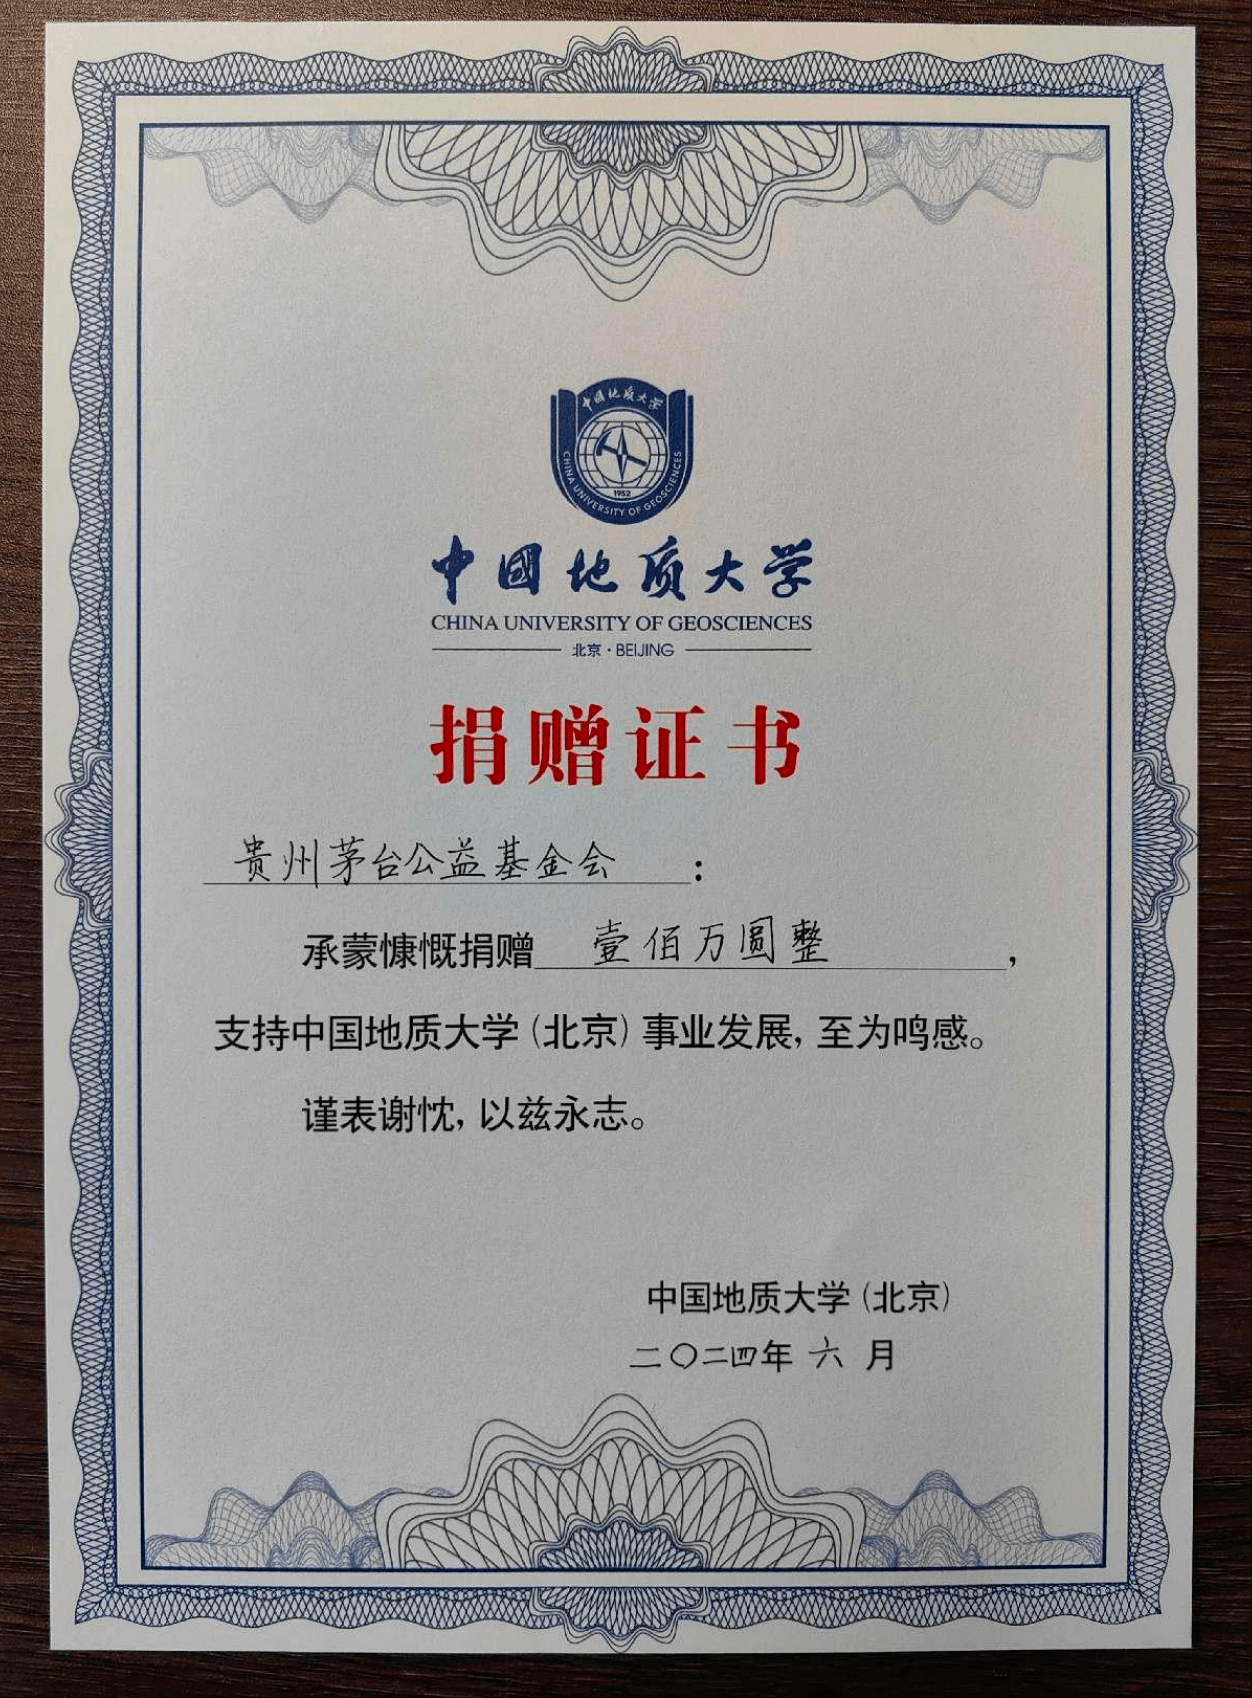 中国地质大学
CHINA UNIVERSITY OF GEOSCIENCES
1952
中国地质大学
CHINA UNIVERSITY OF GEOSCIENCES
北京·BEIJING
捐赠证书
贵州茅台公益基金会:
承蒙慷慨捐赠 壹佰万圆整,
支持中国地质大学(北京)事业发展,至为鸣感。
谨表谢忱,以兹永志。
中国地质大学(北京)
二〇二四年 六 月